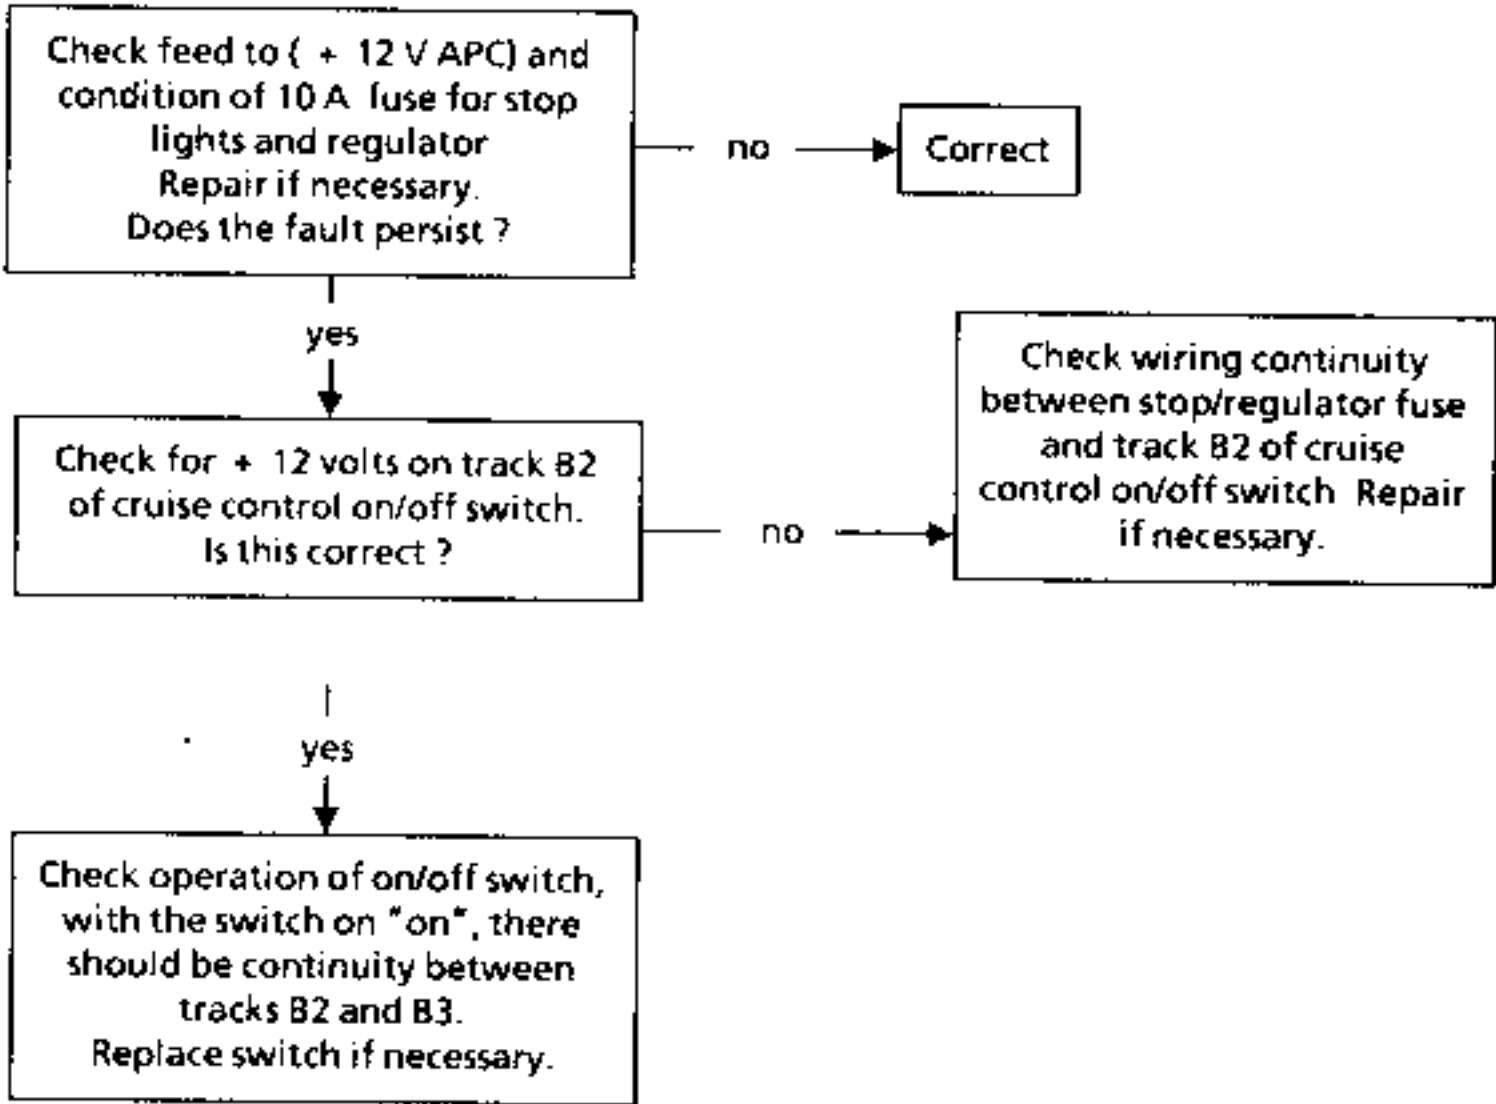 Check feed to ( + 12 V APC) and
condition of 10 A fuse for stop
lights and regulator
Repair if necessary.
Does the fault persist ?
no
Correct
yes
Check for + 12 volts on track B2
of cruise control on/off switch.
Is this correct ?
no
Check wiring continuity
between stop/regulator fuse
and track B2 of cruise
control on/off switch Repair
if necessary.
yes
Check operation of on/off switch,
with the switch on "on", there
should be continuity between
tracks B2 and B3.
Replace switch if necessary.